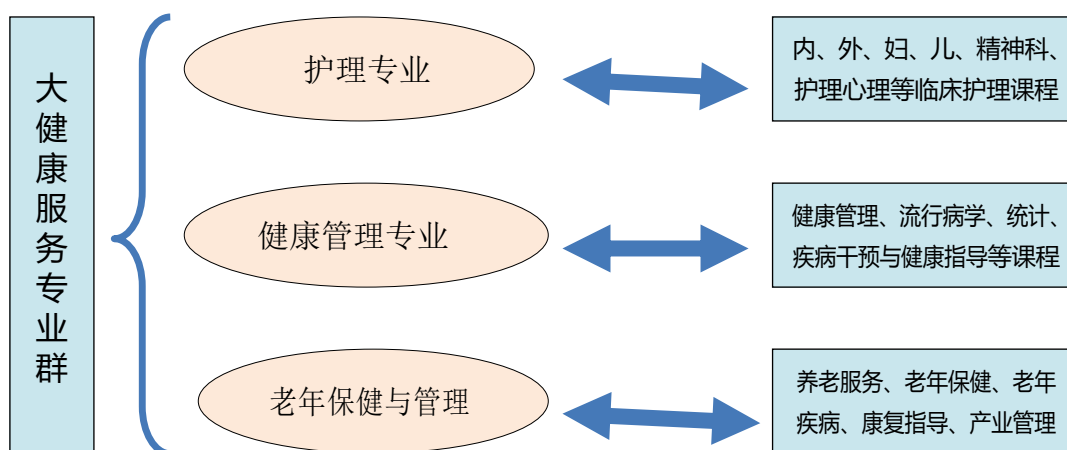 大健康服务专业群
护理专业
内、外、妇、儿、精神科、
护理心理等临床护理课程
健康管理专业
健康管理、流行病学、统计、
疾病干预与健康指导等课程
老年保健与管理
养老服务、老年保健、老年
疾病、康复指导、产业管理